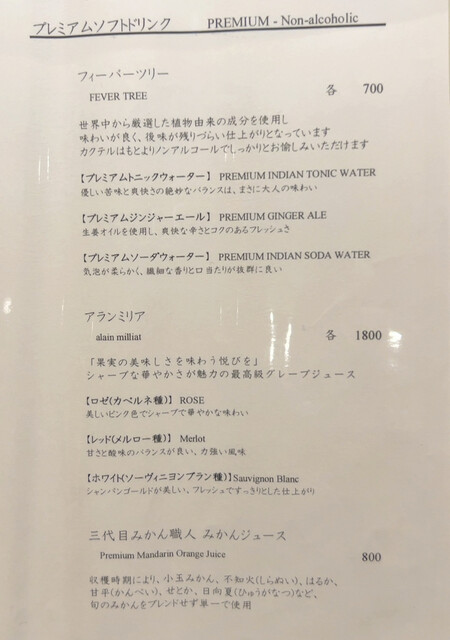 プレミアムソフトドリンク PREMIUM - Non-alcoholic
フィーバーツリー
FEVER TREE 各 700
世界中から厳選した植物由来の成分を使用し
味わいが良く、後味が残りづらい仕上がりとなっています
カクテルはもとよりノンアルコールでしっかりとお愉しみいただけます
【プレミアムトニックウォーター】 PREMIUM INDIAN TONIC WATER
優しい苦味と爽快さの絶妙なバランスは、まさに大人の味わい
【プレミアムジンジャーエール】 PREMIUM GINGER ALE
生姜オイルを使用し、爽快な辛さとコクのあるフレッシュさ
【プレミアムソーダウォーター】 PREMIUM INDIAN SODA WATER
気泡が柔らかく、繊細な香りと口当たりが抜群に良い
アランミリア
alain milliat 各 1800
「果実の美味しさを味わう悦びを」
シャープな華やかさが魅力の最高級グレープジュース
【ロゼ(カベルネ種)】 ROSE
美しいピンク色でシャープで華やかな味わい
【レッド(メルロー種)】 Merlot
甘さと酸味のバランスが良い、力強い風味
【ホワイト(ソーヴィニヨンブラン種)】Sauvignon Blanc
シャンパンゴールドが美しい、フレッシュですっきりとした仕上がり
三代目みかん職人 みかんジュース
Premium Mandarin Orange Juice 800
収穫時期により、小玉みかん、不知火(しらぬい)、はるか、
甘平(かんぺい)、せとか、日向夏(ひゅうがなつ)など、
旬のみかんをブレンドせず単一で使用